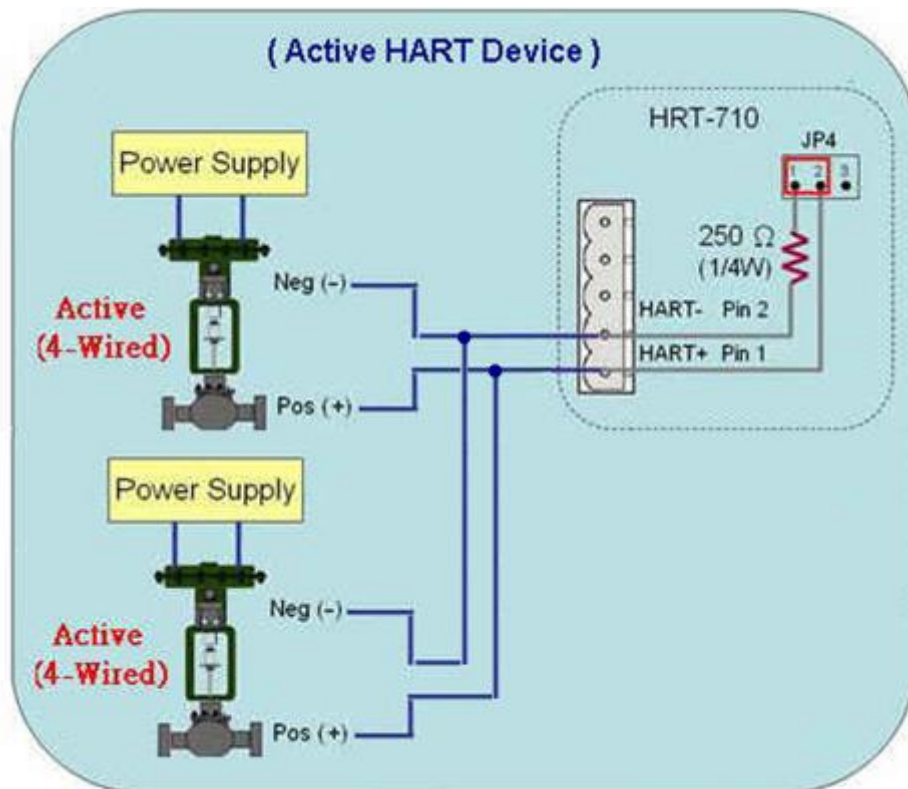 ( Active HART Device )
HRT-710
JP4
1 2 3
Power Supply
250 Ω
(1/4W)
Neg (-)
Active
(4-Wired)
HART- Pin 2
HART+ Pin 1
Pos (+)
Power Supply
Neg (-)
Active
(4-Wired)
Pos (+)